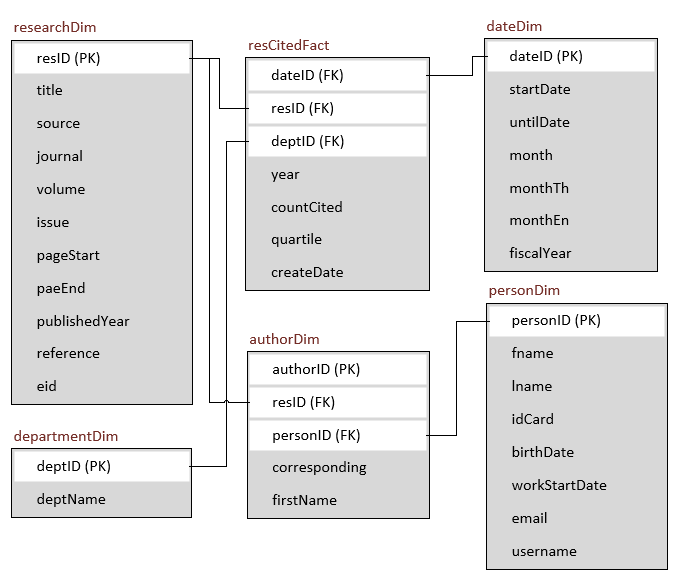 researchDim
resID (PK)
title
source
journal
volume
issue
pageStart
paeEnd
publishedYear
reference
eid
departmentDim
deptID (PK)
deptName
resCitedFact
dateID (FK)
resID (FK)
deptID (FK)
year
countCited
quartile
createDate
authorDim
authorID (PK)
resID (FK)
personID (FK)
corresponding
firstName
dateDim
dateID (PK)
startDate
untilDate
month
monthTh
monthEn
fiscalYear
personDim
personID (PK)
fname
lname
idCard
birthDate
workStartDate
email
username